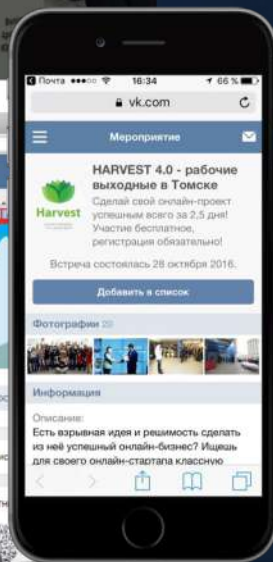 Почта
16:34
66 %
vk.com
Мероприятие
HARVEST 4.0 - рабочие
выходные в Томске
Сделай свой онлайн-проект
успешным всего за 2,5 дня!
Участие бесплатное,
регистрация обязательно!
Harvest
Встреча состоялась 28 октября 2016.
Добавить в список
Фотографии 20
Информация
Описание:
Есть взрывная идея и решимость сделать
из неё успешный онлайн-бизнес? Ищешь
для своего онлайн-стартапа классную